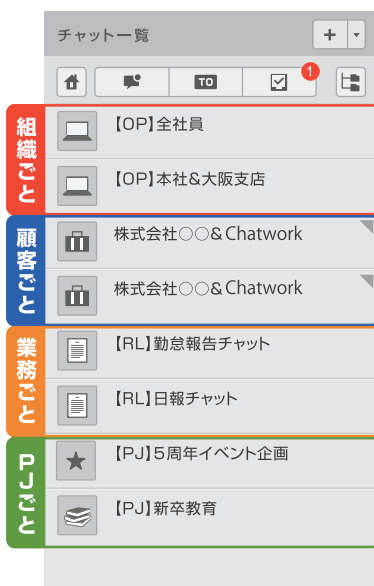 チャット一覧
+
TO
1
組織ごと
【OP】全社員
【OP】本社&大阪支店
顧客ごと
株式会社○○&Chatwork
株式会社○○&Chatwork
業務ごと
【RL】勤怠報告チャット
【RL】日報チャット
PJごと
【PJ】5周年イベント企画
【PJ】新卒教育